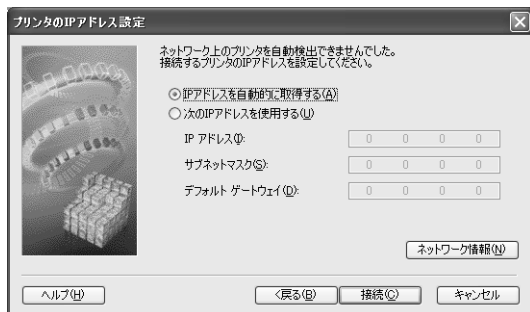 プリンタのIPアドレス設定
ネットワーク上のプリンタを自動検出できませんでした。
接続するプリンタのIPアドレスを設定してください。
IPアドレスを自動的に取得する(A)
次のIPアドレスを使用する(U)
IP アドレス(I): 0 0 0 0
サブネットマスク(S): 0 0 0 0
デフォルト ゲートウェイ(D): 0 0 0 0
ネットワーク情報(N)
ヘルプ(H) <戻る(B) 接続(C) キャンセル